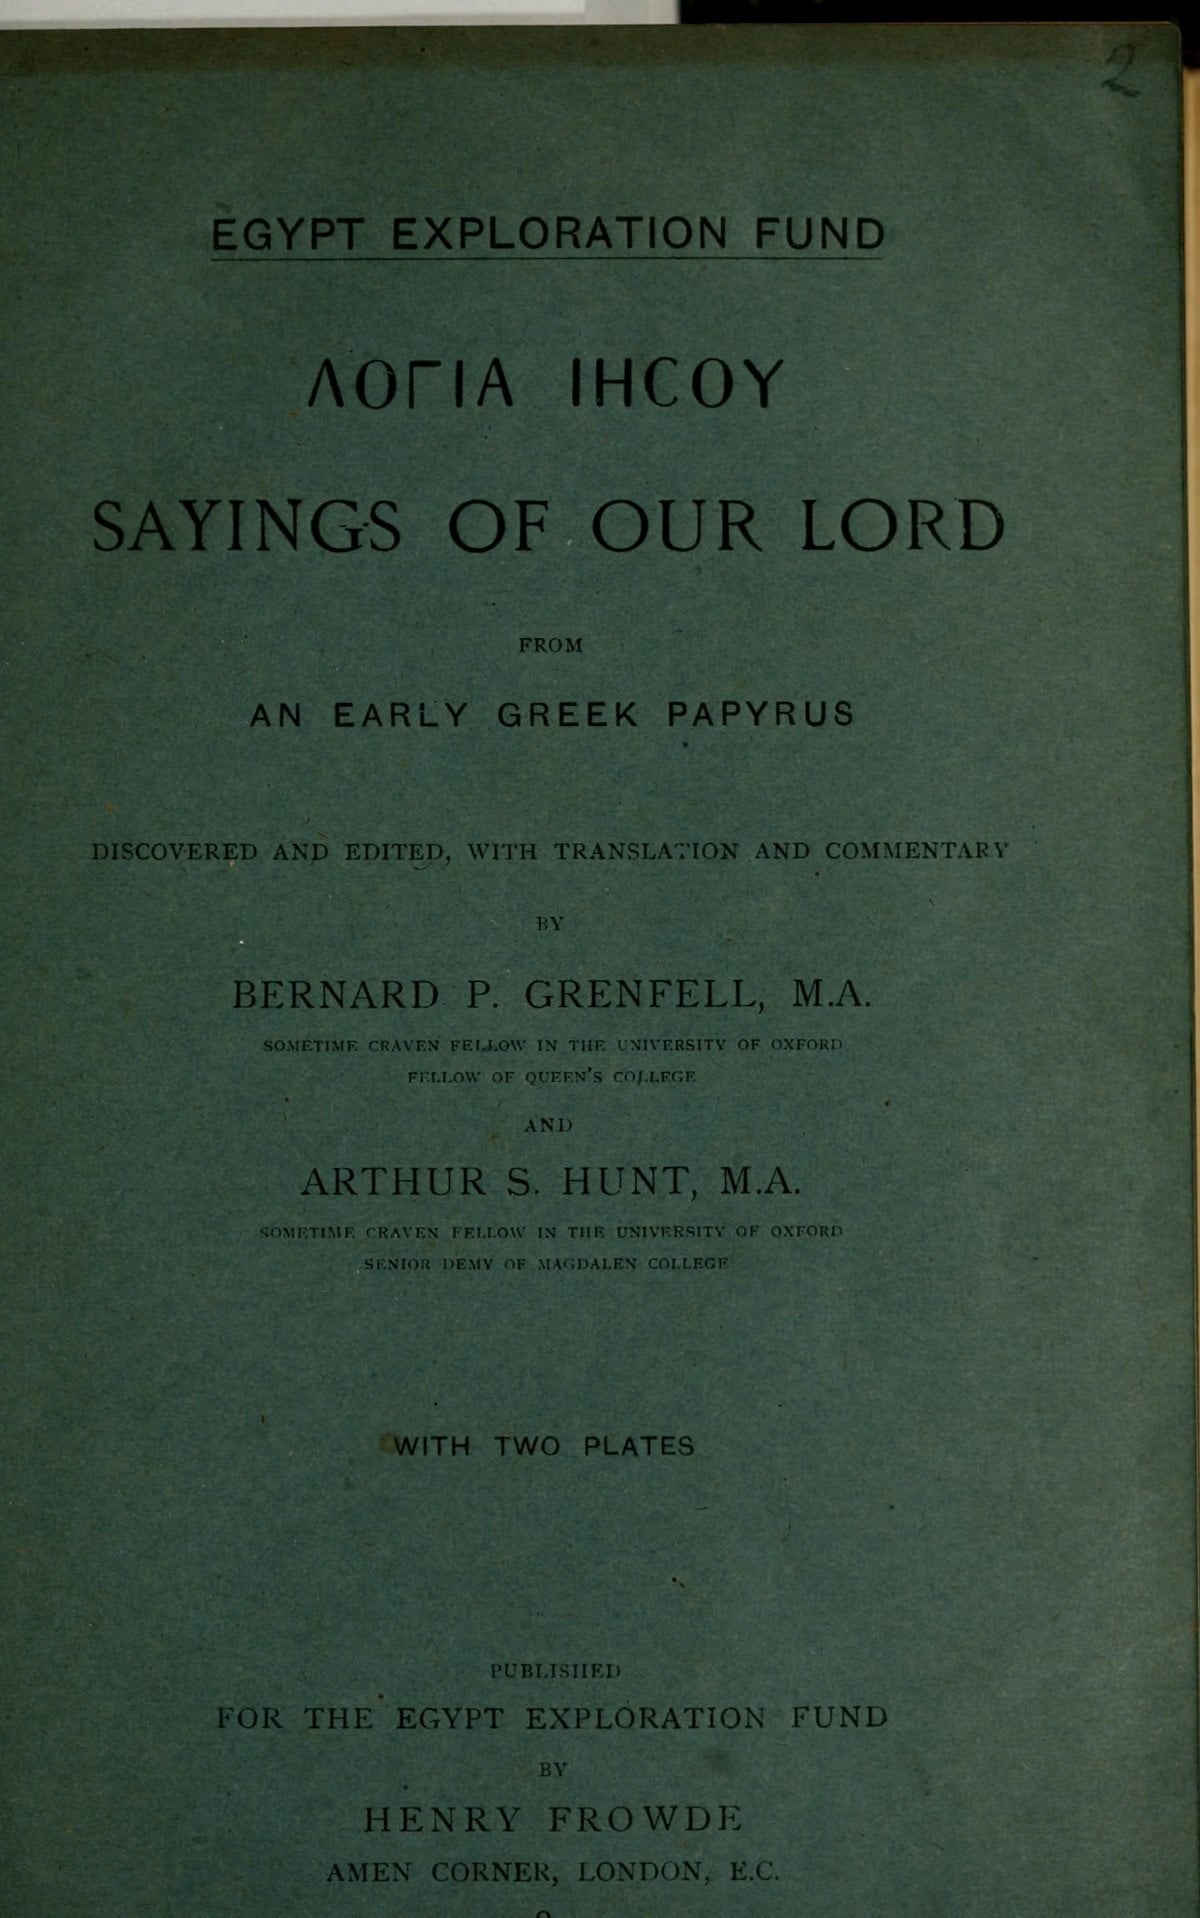 2
EGYPT EXPLORATION FUND
ΛΟΓΙΑ ΙΗϹΟΥ
SAYINGS OF OUR LORD
FROM
AN EARLY GREEK PAPYRUS
DISCOVERED AND EDITED, WITH TRANSLATION AND COMMENTARY
BY
BERNARD P. GRENFELL, M.A.
SOMETIME CRAVEN FELLOW IN THE UNIVERSITY OF OXFORD
FELLOW OF QUEEN'S COLLEGE
AND
ARTHUR S. HUNT, M.A.
SOMETIME CRAVEN FELLOW IN THE UNIVERSITY OF OXFORD
SENIOR DEMY OF MAGDALEN COLLEGE
WITH TWO PLATES
PUBLISHED
FOR THE EGYPT EXPLORATION FUND
BY
HENRY FROWDE
AMEN CORNER, LONDON, E.C.